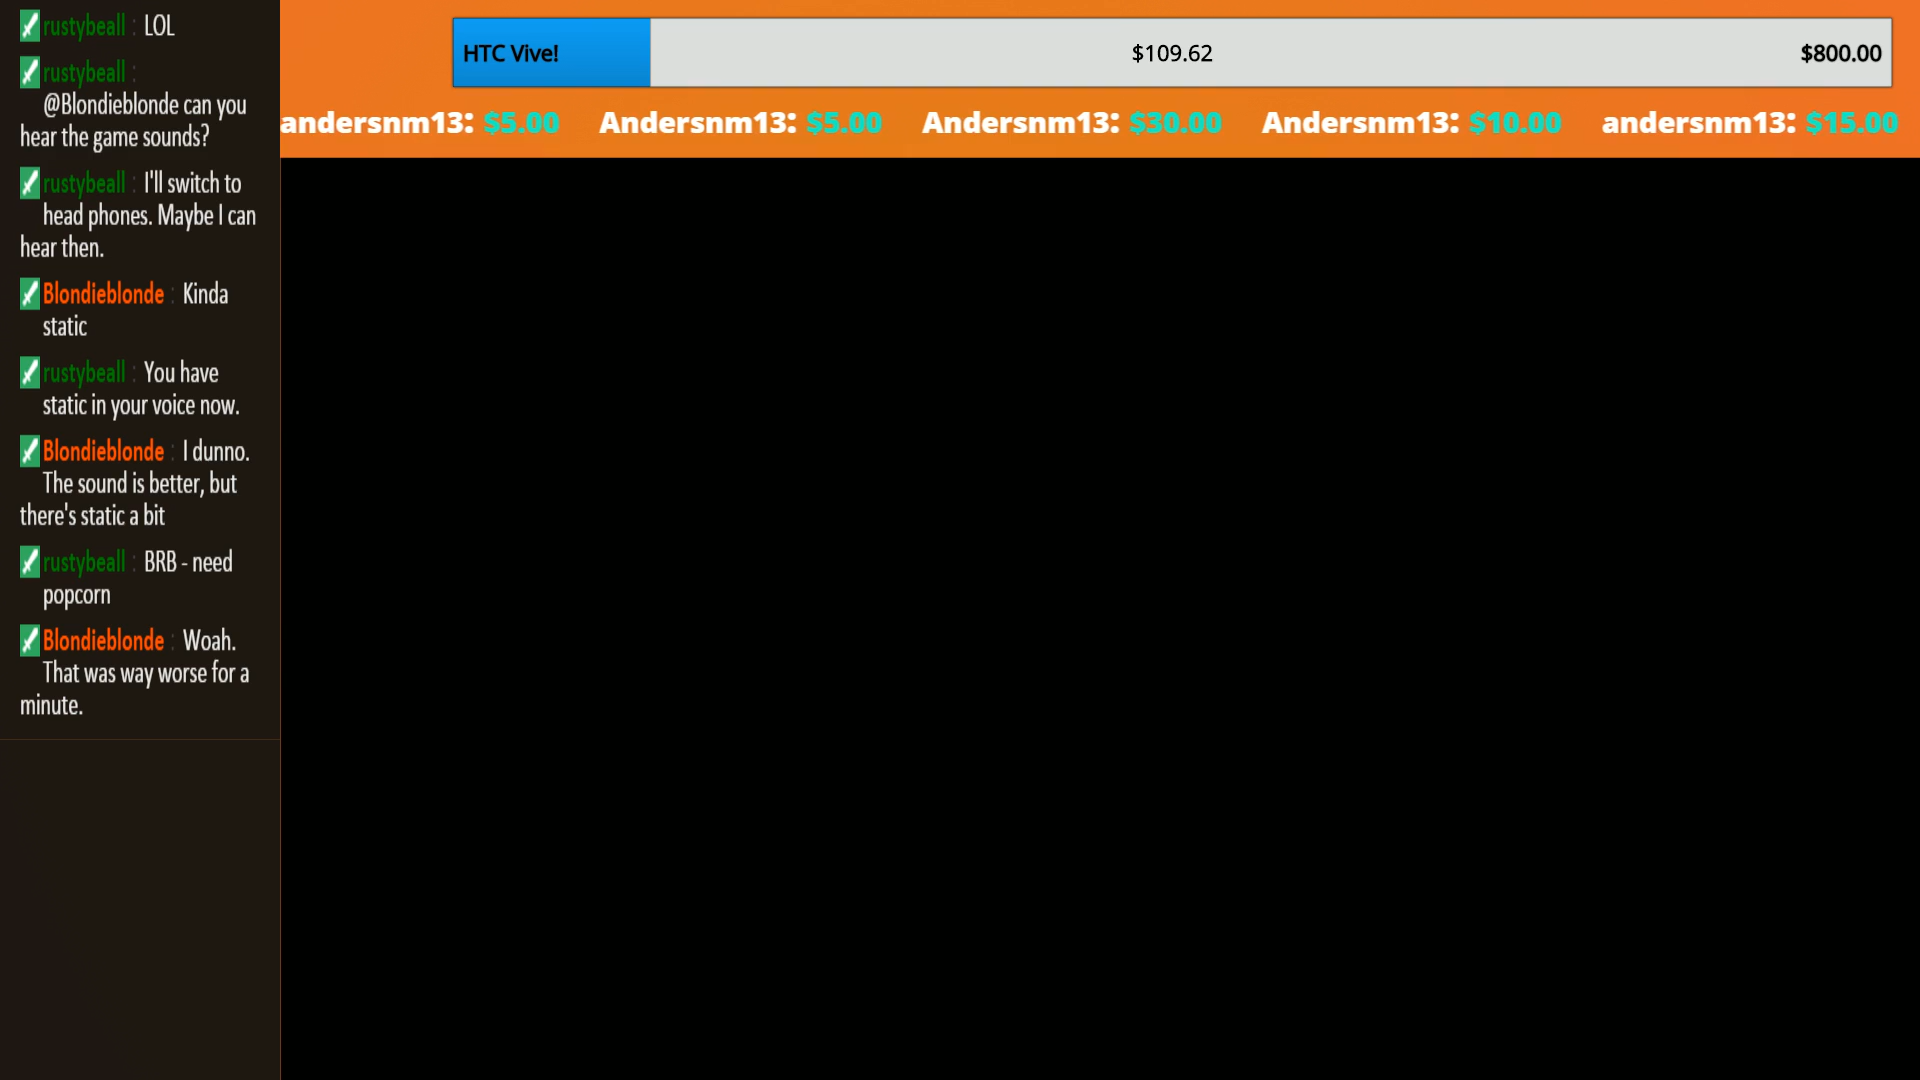 rustybeall : LOL
rustybeall :
@Blondieblonde can you
hear the game sounds?
rustybeall : I'll switch to
head phones. Maybe I can
hear then.
Blondieblonde : Kinda
static
rustybeall : You have
static in your voice now.
Blondieblonde : I dunno.
The sound is better, but
there's static a bit
rustybeall : BRB - need
popcorn
Blondieblonde : Woah.
That was way worse for a
minute.
HTC Vive! $109.62 $800.00
andersnm13: $5.00 Andersnm13: $5.00 Andersnm13: $30.00 Andersnm13: $10.00 andersnm13: $15.00